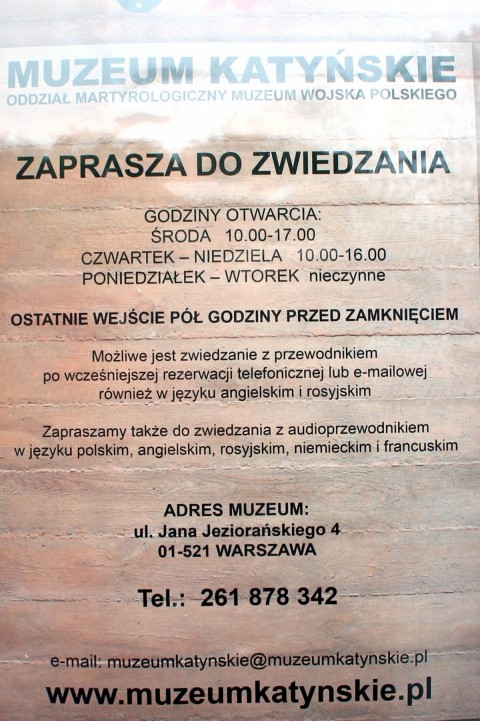 MUZEUM KATYŃSKIE
ODDZIAŁ MARTYROLOGICZNY MUZEUM WOJSKA POLSKIEGO
ZAPRASZA DO ZWIEDZANIA
GODZINY OTWARCIA:
ŚRODA 10.00-17.00
CZWARTEK – NIEDZIELA 10.00-16.00
PONIEDZIAŁEK – WTOREK nieczynne
OSTATNIE WEJŚCIE PÓŁ GODZINY PRZED ZAMKNIĘCIEM
Możliwe jest zwiedzanie z przewodnikiem
po wcześniejszej rezerwacji telefonicznej lub e-mailowej
również w języku angielskim i rosyjskim
Zapraszamy także do zwiedzania z audioprzewodnikiem
w języku polskim, angielskim, rosyjskim, niemieckim i francuskim
ADRES MUZEUM:
ul. Jana Jeziorańskiego 4
01-521 WARSZAWA
Tel.: 261 878 342
e-mail: muzeumkatynskie@muzeumkatynskie.pl
www.muzeumkatynskie.pl